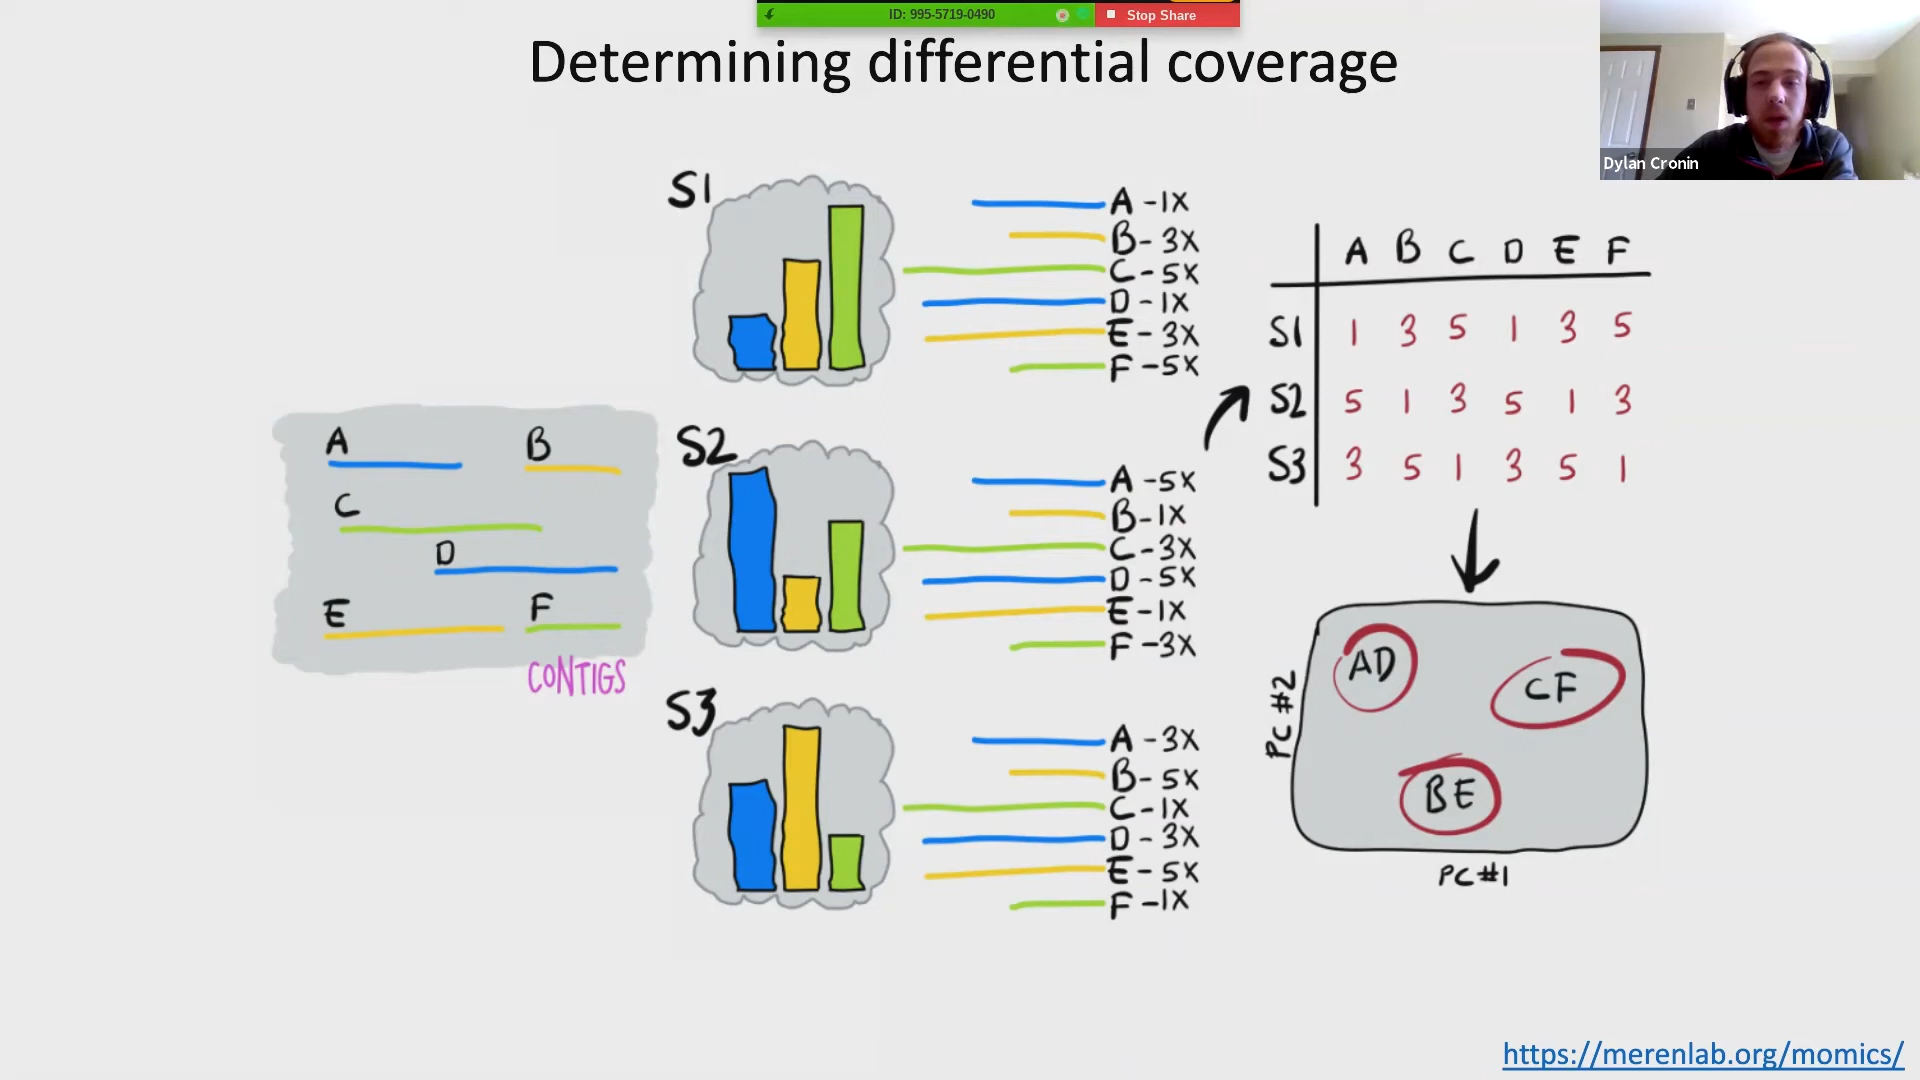 ID: 995-5719-0490
Stop Share
Determining differential coverage
Dylan Cronin
A
B
C
D
E
F
CONTIGS
S1
A - 1X
B - 3X
C - 5X
D - 1X
E - 3X
F - 5X
S2
A - 5X
B - 1X
C - 3X
D - 5X
E - 1X
F - 3X
S3
A - 3X
B - 5X
C - 1X
D - 3X
E - 5X
F - 1X
A B C D E F
S1 1 3 5 1 3 5
S2 5 1 3 5 1 3
S3 3 5 1 3 5 1
PC #2
AD
CF
BE
PC #1
https://merenlab.org/momics/